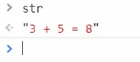 > str
"3 + 5 = 8"
>